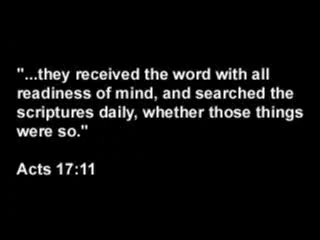 "...they received the word with all
readiness of mind, and searched the
scriptures daily, whether those things
were so."
Acts 17:11